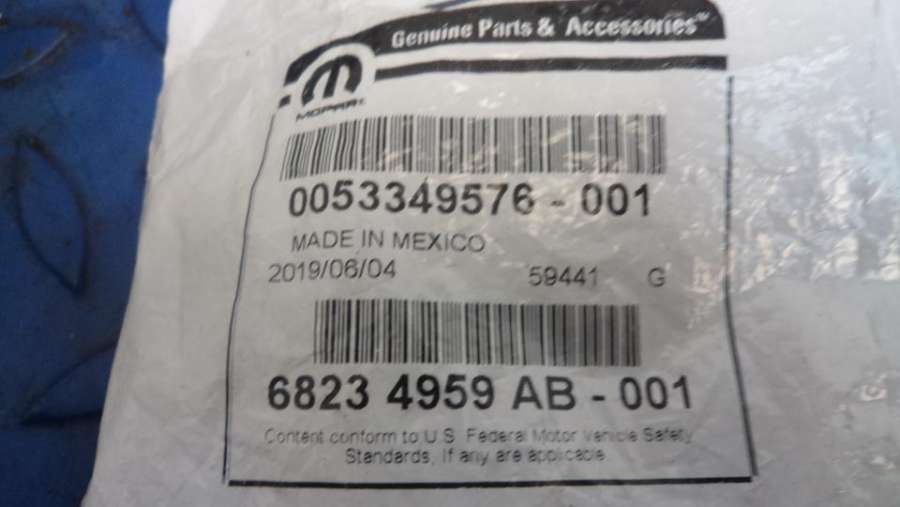 Genuine Parts & Accessories™
MOPAR
0053349576 - 001
MADE IN MEXICO
2019/06/04 59441 G
6823 4959 AB - 001
Content conform to U.S. Federal Motor Vehicle Safety
Standards, If any are applicable